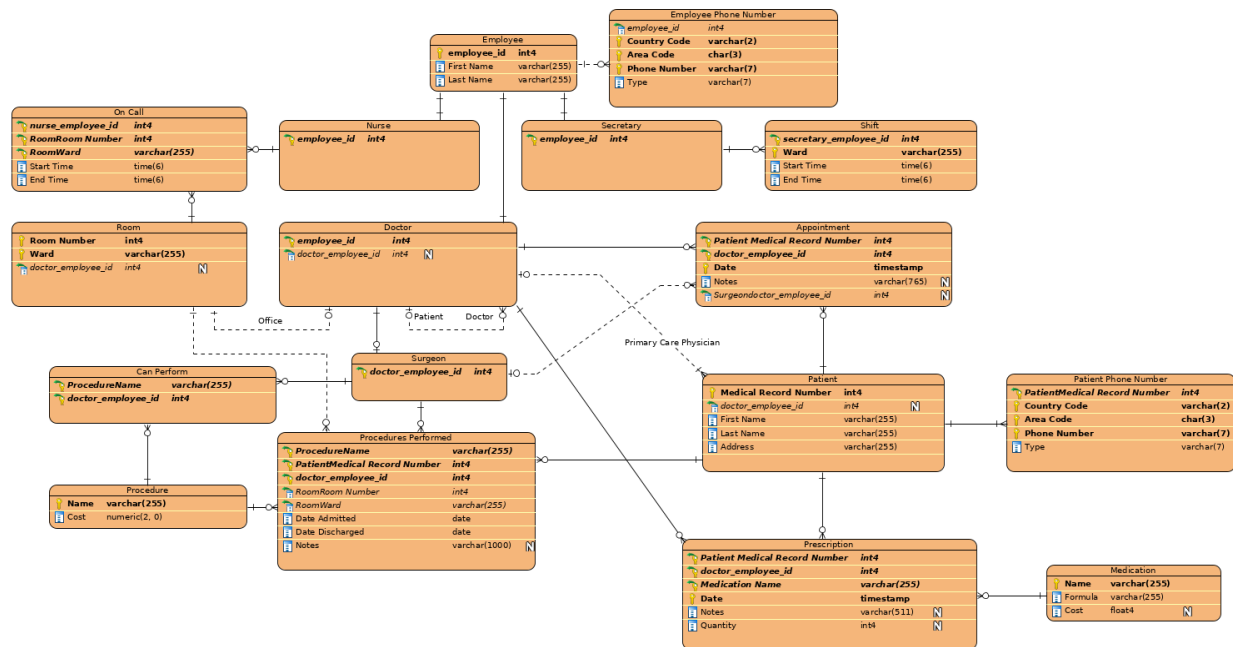 Employee Phone Number
employee_id int4
Country Code varchar(2)
Area Code char(3)
Phone Number varchar(7)
Type varchar(7)
Employee
employee_id int4
First Name varchar(255)
Last Name varchar(255)
On Call
nurse_employee_id int4
RoomRoom Number int4
RoomWard varchar(255)
Start Time time(6)
End Time time(6)
Nurse
employee_id int4
Secretary
employee_id int4
Shift
secretary_employee_id int4
Ward varchar(255)
Start Time time(6)
End Time time(6)
Room
Room Number int4
Ward varchar(255)
doctor_employee_id int4 N
Doctor
employee_id int4
doctor_employee_id int4 N
Appointment
Patient Medical Record Number int4
doctor_employee_id int4
Date timestamp
Notes varchar(765) N
Surgeondoctor_employee_id int4 N
Office
Patient
Doctor
Primary Care Physician
Surgeon
doctor_employee_id int4
Can Perform
ProcedureName varchar(255)
doctor_employee_id int4
Patient
Medical Record Number int4
doctor_employee_id int4 N
First Name varchar(255)
Last Name varchar(255)
Address varchar(255)
Patient Phone Number
PatientMedical Record Number int4
Country Code varchar(2)
Area Code char(3)
Phone Number varchar(7)
Type varchar(7)
Procedures Performed
ProcedureName varchar(255)
PatientMedical Record Number int4
doctor_employee_id int4
RoomRoom Number int4
RoomWard varchar(255)
Date Admitted date
Date Discharged date
Notes varchar(1000) N
Procedure
Name varchar(255)
Cost numeric(2, 0)
Prescription
Patient Medical Record Number int4
doctor_employee_id int4
Medication Name varchar(255)
Date timestamp
Notes varchar(511) N
Quantity int4 N
Medication
Name varchar(255)
Formula varchar(255)
Cost float4 N